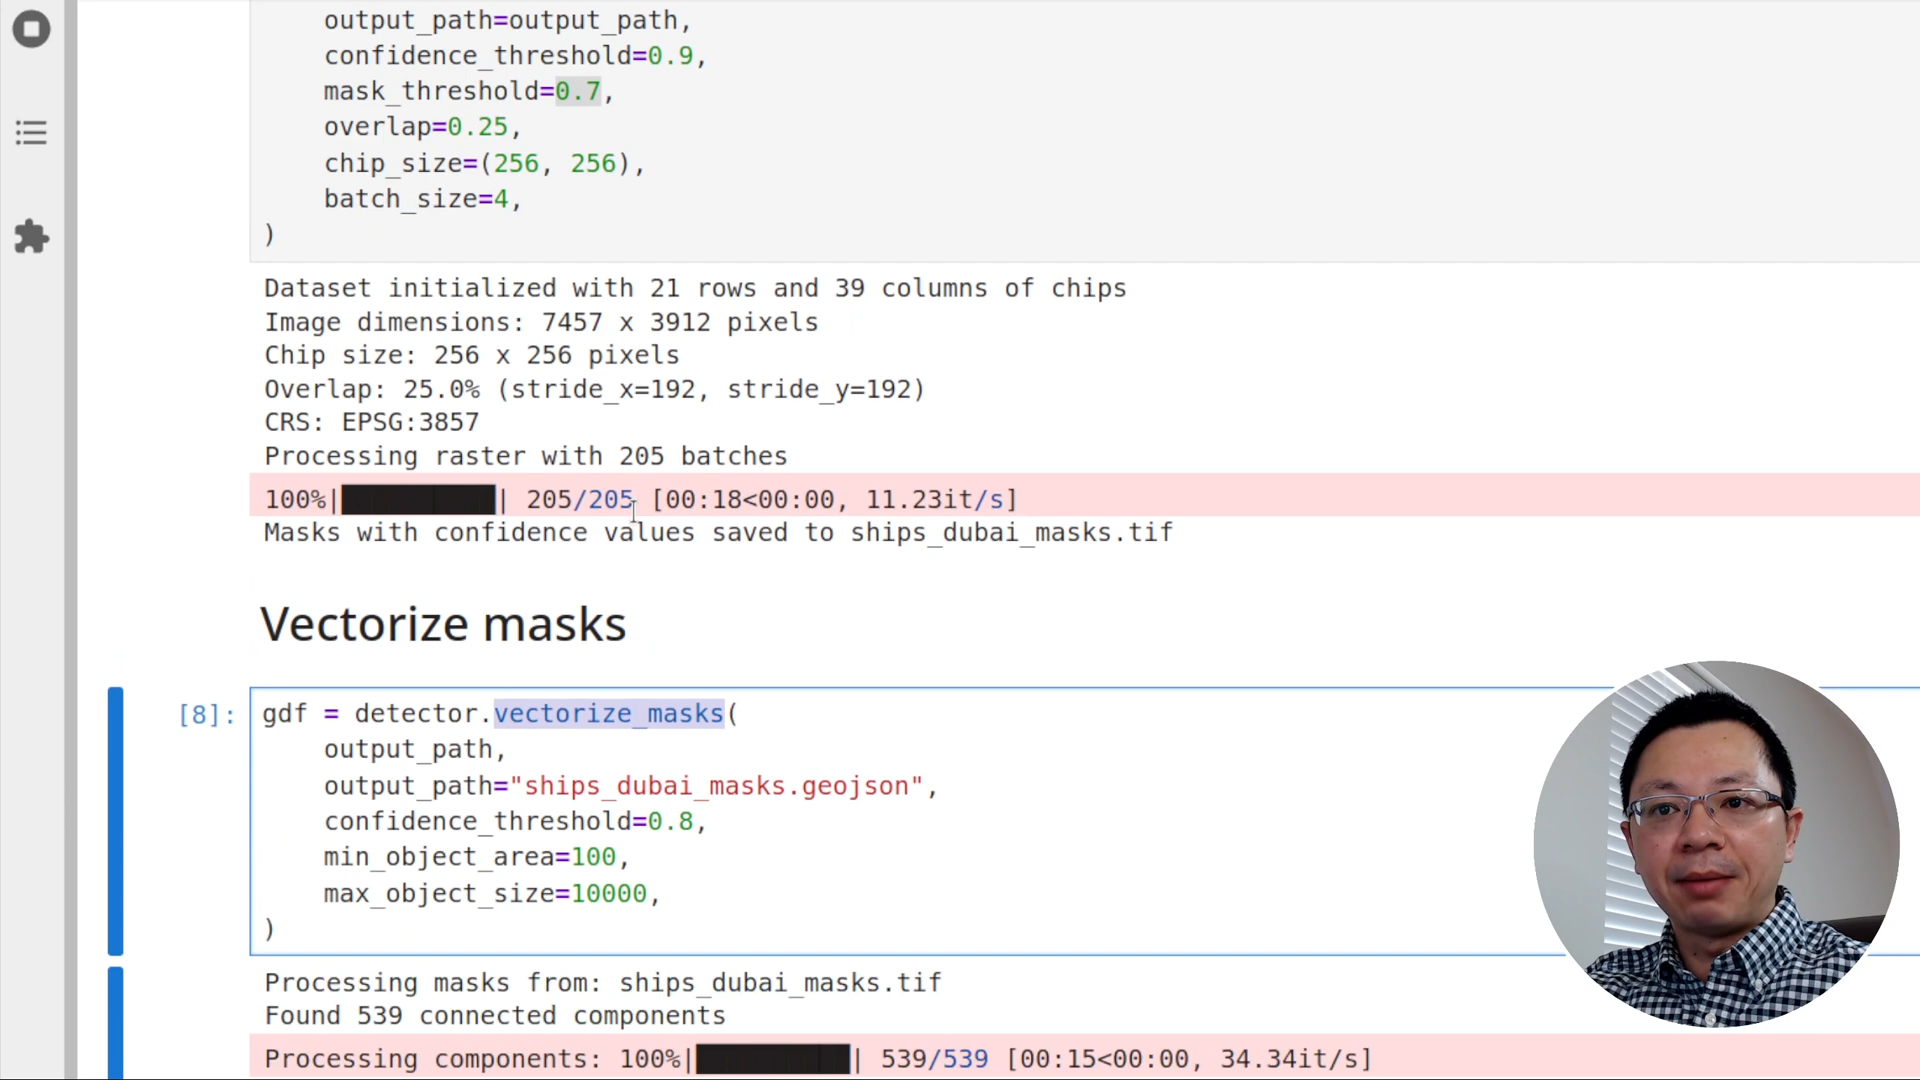 output_path=output_path,
confidence_threshold=0.9,
mask_threshold=0.7,
overlap=0.25,
chip_size=(256, 256),
batch_size=4,
)
Dataset initialized with 21 rows and 39 columns of chips
Image dimensions: 7457 x 3912 pixels
Chip size: 256 x 256 pixels
Overlap: 25.0% (stride_x=192, stride_y=192)
CRS: EPSG:3857
Processing raster with 205 batches
100%|██████████| 205/205 [00:18<00:00, 11.23it/s]
Masks with confidence values saved to ships_dubai_masks.tif
Vectorize masks
[8]: gdf = detector.vectorize_masks(
output_path,
output_path="ships_dubai_masks.geojson",
confidence_threshold=0.8,
min_object_area=100,
max_object_size=10000,
)
Processing masks from: ships_dubai_masks.tif
Found 539 connected components
Processing components: 100%|██████████| 539/539 [00:15<00:00, 34.34it/s]